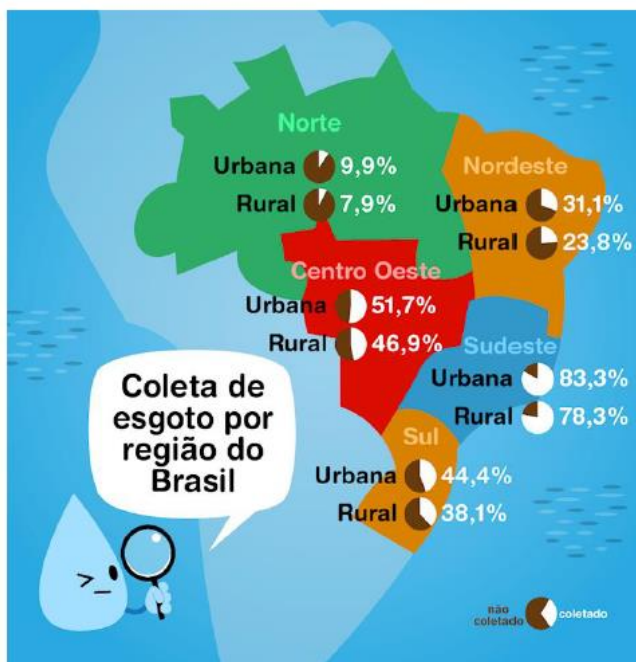 Norte
Urbana 9,9%
Rural 7,9%
Nordeste
Urbana 31,1%
Rural 23,8%
Centro Oeste
Urbana 51,7%
Rural 46,9%
Sudeste
Urbana 83,3%
Rural 78,3%
Sul
Urbana 44,4%
Rural 38,1%
Coleta de
esgoto por
região do
Brasil
não
coletado
coletado